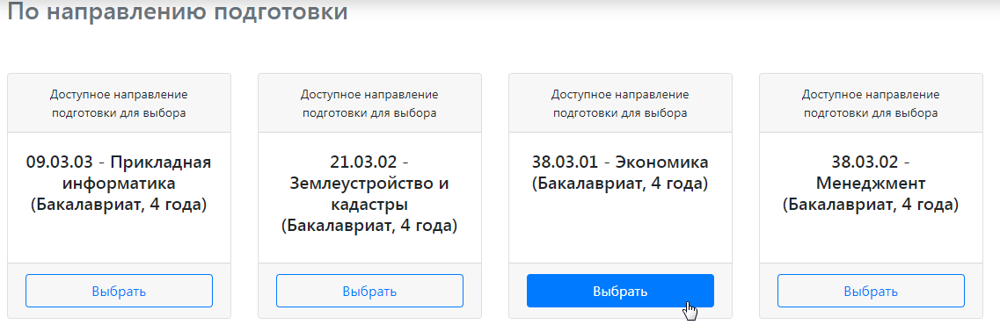 По направлению подготовки
Доступное направление
подготовки для выбора
09.03.03 - Прикладная
информатика
(Бакалавриат, 4 года)
Выбрать
Доступное направление
подготовки для выбора
21.03.02 -
Землеустройство и
кадастры
(Бакалавриат, 4 года)
Выбрать
Доступное направление
подготовки для выбора
38.03.01 - Экономика
(Бакалавриат, 4 года)
Выбрать
Доступное направление
подготовки для выбора
38.03.02 -
Менеджмент
(Бакалавриат, 4 года)
Выбрать